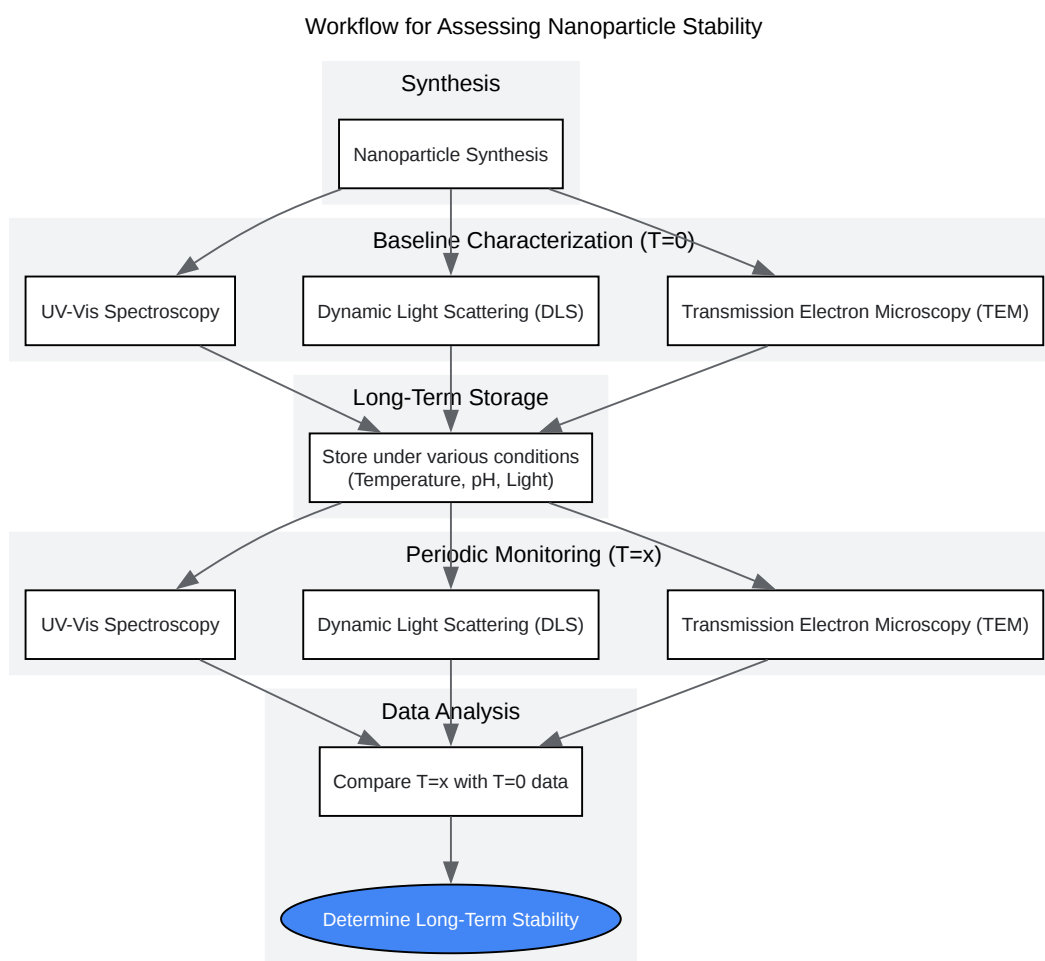 Workflow for Assessing Nanoparticle Stability
Synthesis
Nanoparticle Synthesis
Baseline Characterization (T=0)
UV-Vis Spectroscopy
Dynamic Light Scattering (DLS)
Transmission Electron Microscopy (TEM)
Long-Term Storage
Store under various conditions
(Temperature, pH, Light)
Periodic Monitoring (T=x)
UV-Vis Spectroscopy
Dynamic Light Scattering (DLS)
Transmission Electron Microscopy (TEM)
Data Analysis
Compare T=x with T=0 data
Determine Long-Term Stability